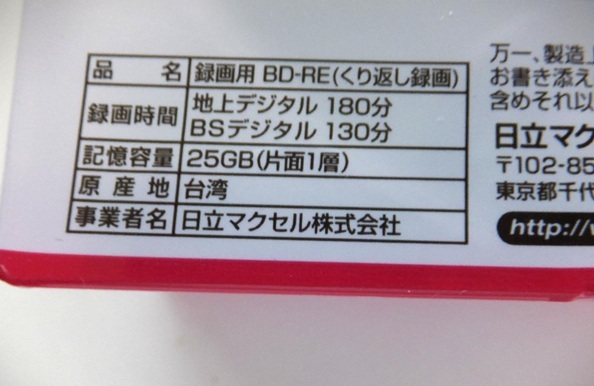 品 名 録画用 BD-RE(くり返し録画)
録画時間 地上デジタル 180分
BSデジタル 130分
記憶容量 25GB(片面1層)
原産地 台湾
事業者名 日立マクセル株式会社
万一、製造
お書き添え
含めそれ以
日立マク
〒102-85
東京都千代
http://